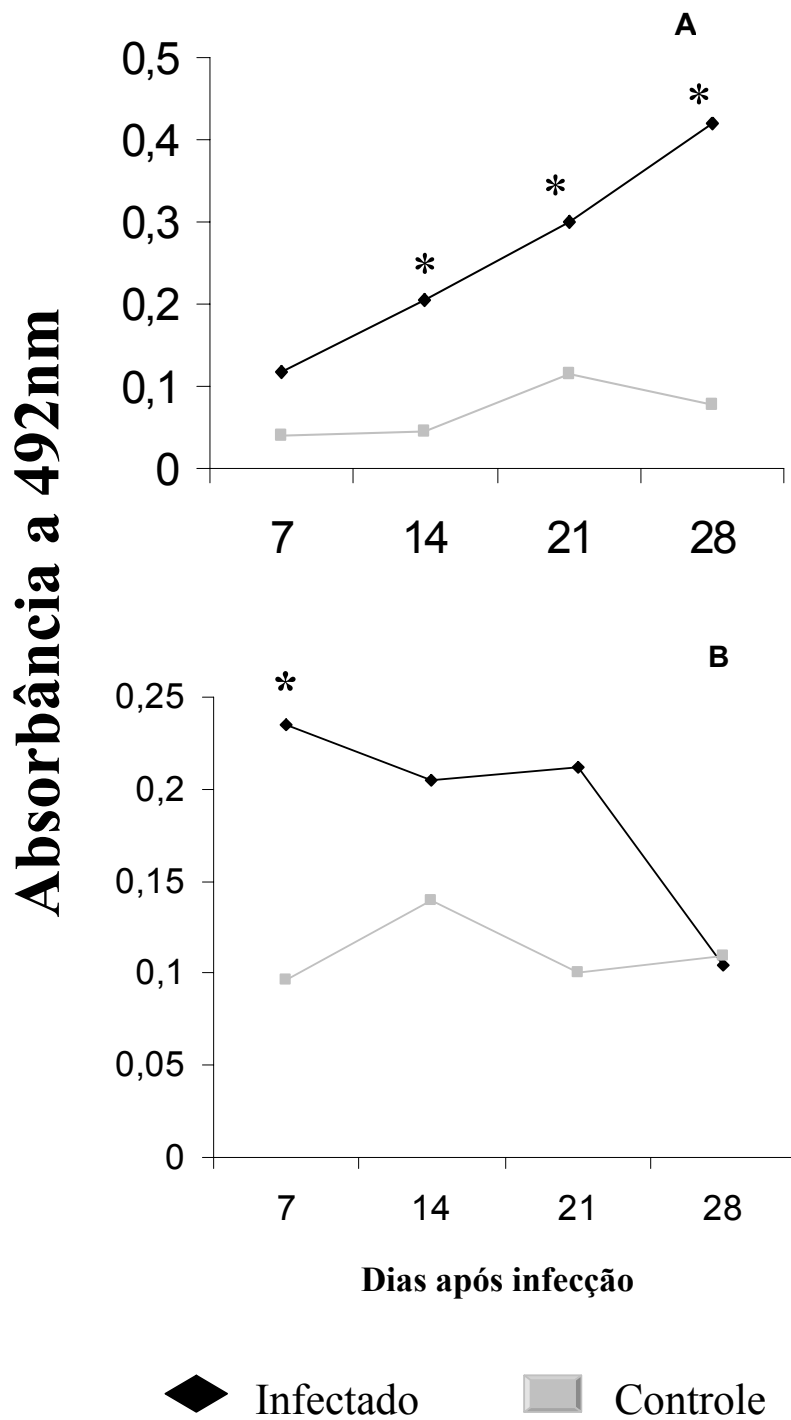 A
0,5
0,4
0,3
0,2
0,1
0
*
*
*
7 14 21 28
Absorbância a 492nm
B
0,25
0,2
0,15
0,1
0,05
0
*
7 14 21 28
Dias após infecção
Infectado Controle